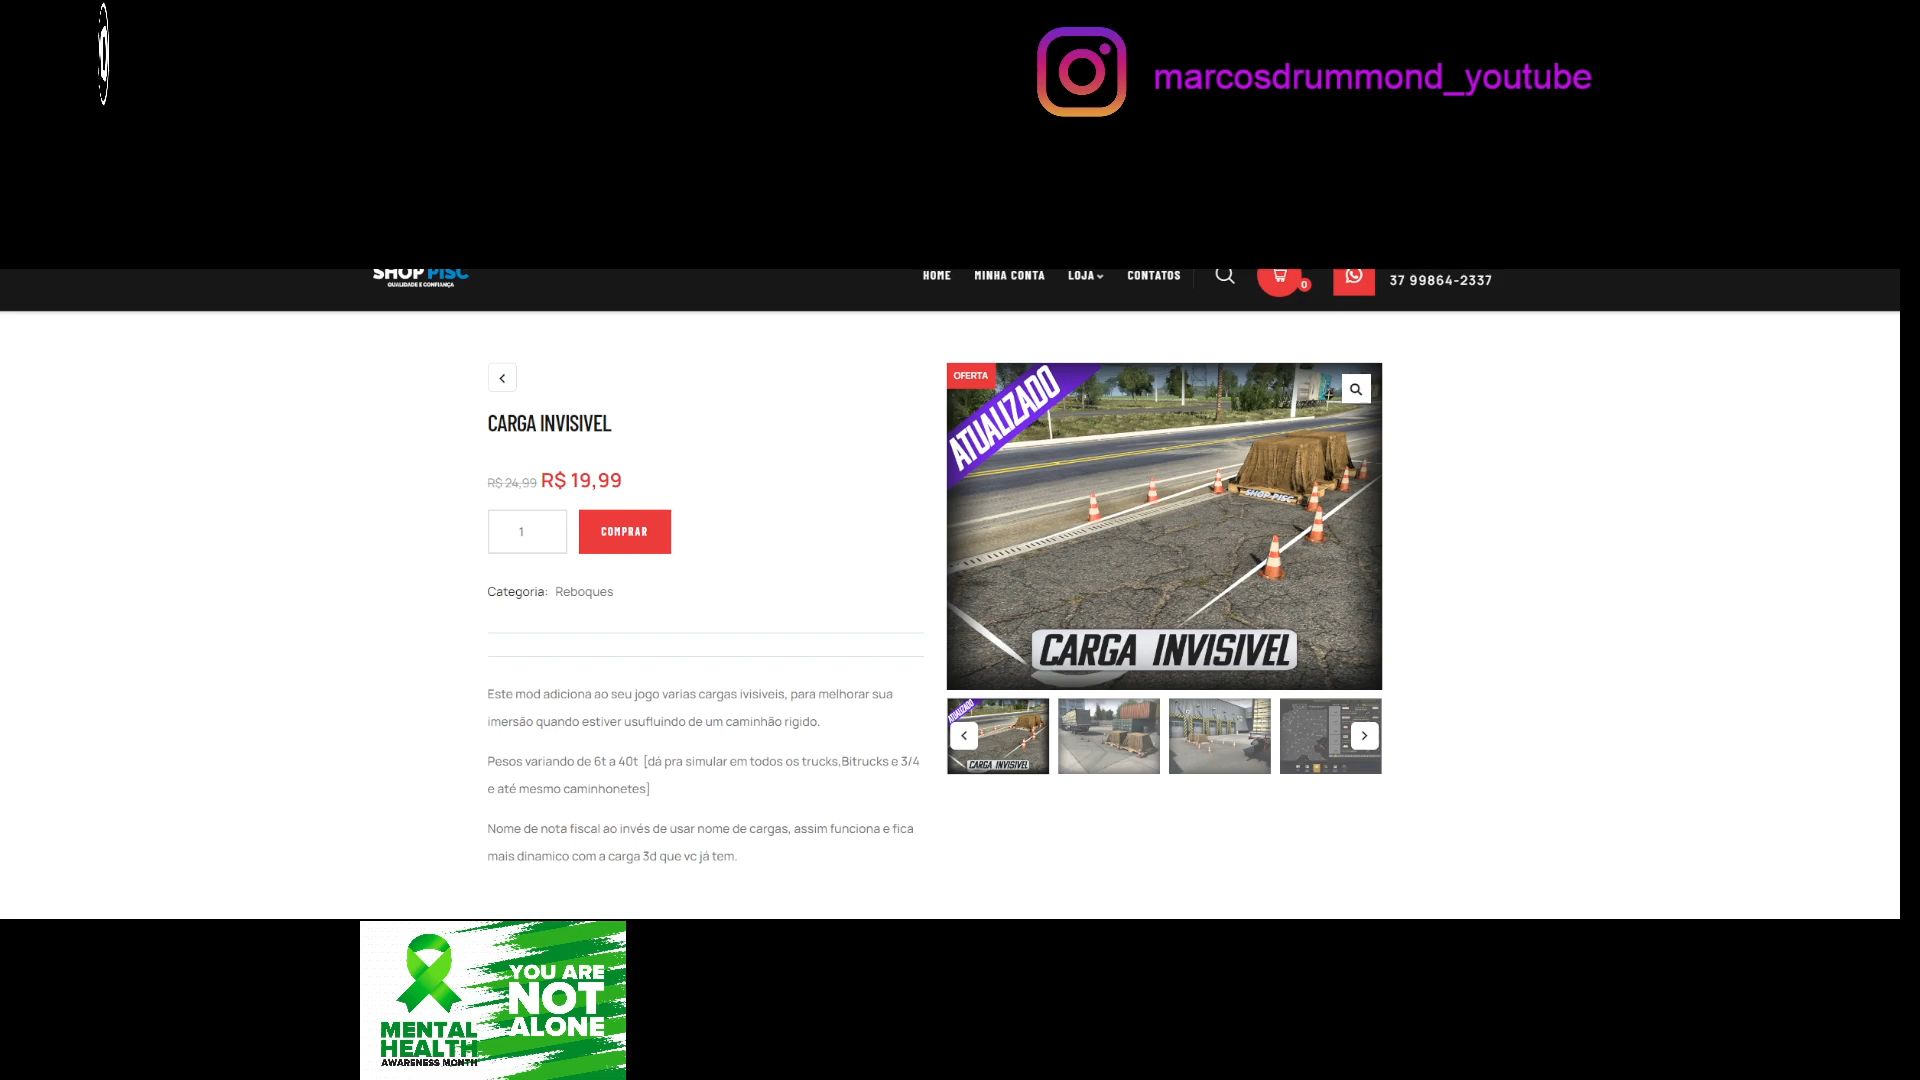 marcosdrummond_youtube
SHOP PISC
QUALIDADE E CONFIANÇA
HOME
MINHA CONTA
LOJA
CONTATOS
0
37 99864-2337
CARGA INVISIVEL
R$ 24,99 R$ 19,99
1
COMPRAR
Categoria: Reboques
Este mod adiciona ao seu jogo varias cargas ivisiveis, para melhorar sua
imersão quando estiver usufluindo de um caminhão rigido.
Pesos variando de 6t a 40t [dá pra simular em todos os trucks,Bitrucks e 3/4
e até mesmo caminhonetes]
Nome de nota fiscal ao invés de usar nome de cargas, assim funciona e fica
mais dinamico com a carga 3d que vc já tem.
OFERTA
ATUALIZADO
SHOP PISC
CARGA INVISIVEL
ATUALIZADO
CARGA INVISIVEL
MENTAL
HEALTH
AWARENESS MONTH
YOU ARE
NOT
ALONE